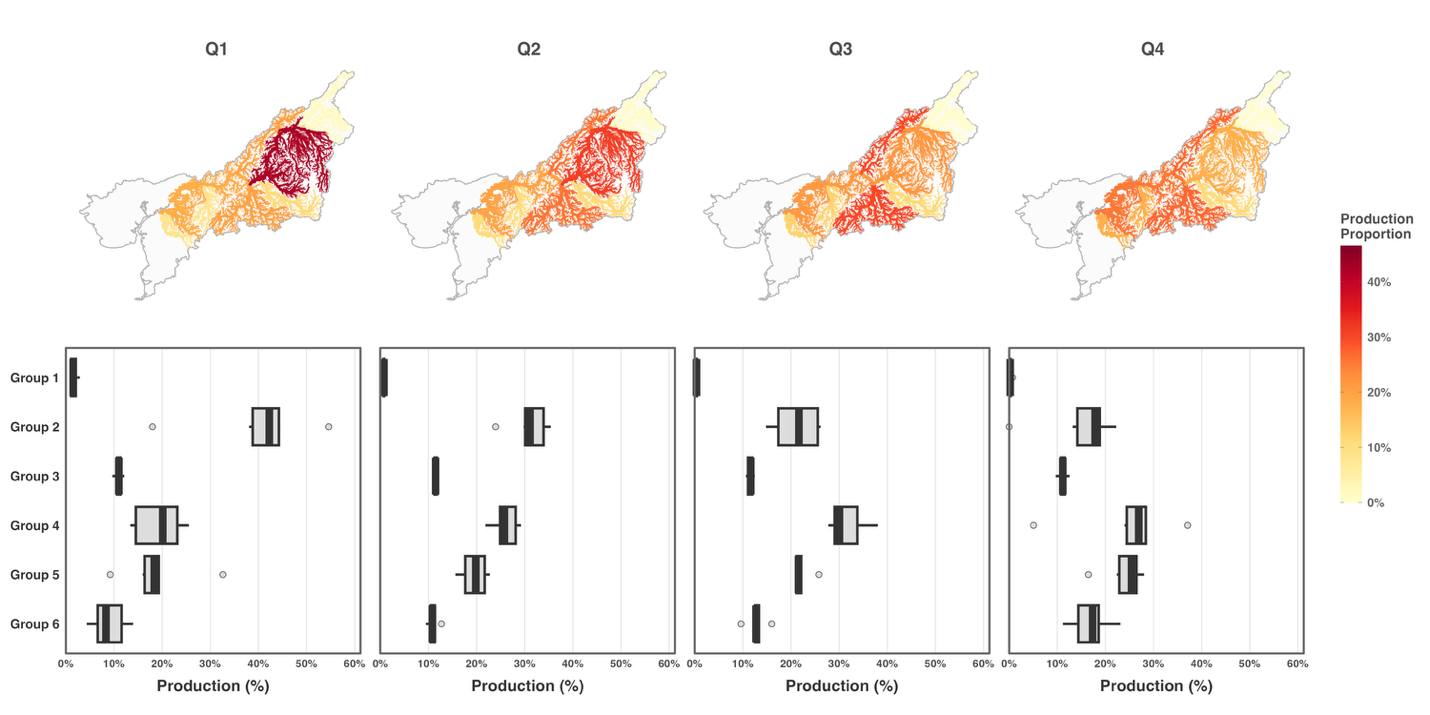 Q1 Q2 Q3 Q4
Production
Proportion
40%
30%
20%
10%
0%
Group 1
Group 2
Group 3
Group 4
Group 5
Group 6
0% 10% 20% 30% 40% 50% 60% 0% 10% 20% 30% 40% 50% 60% 0% 10% 20% 30% 40% 50% 60% 0% 10% 20% 30% 40% 50% 60%
Production (%) Production (%) Production (%) Production (%)